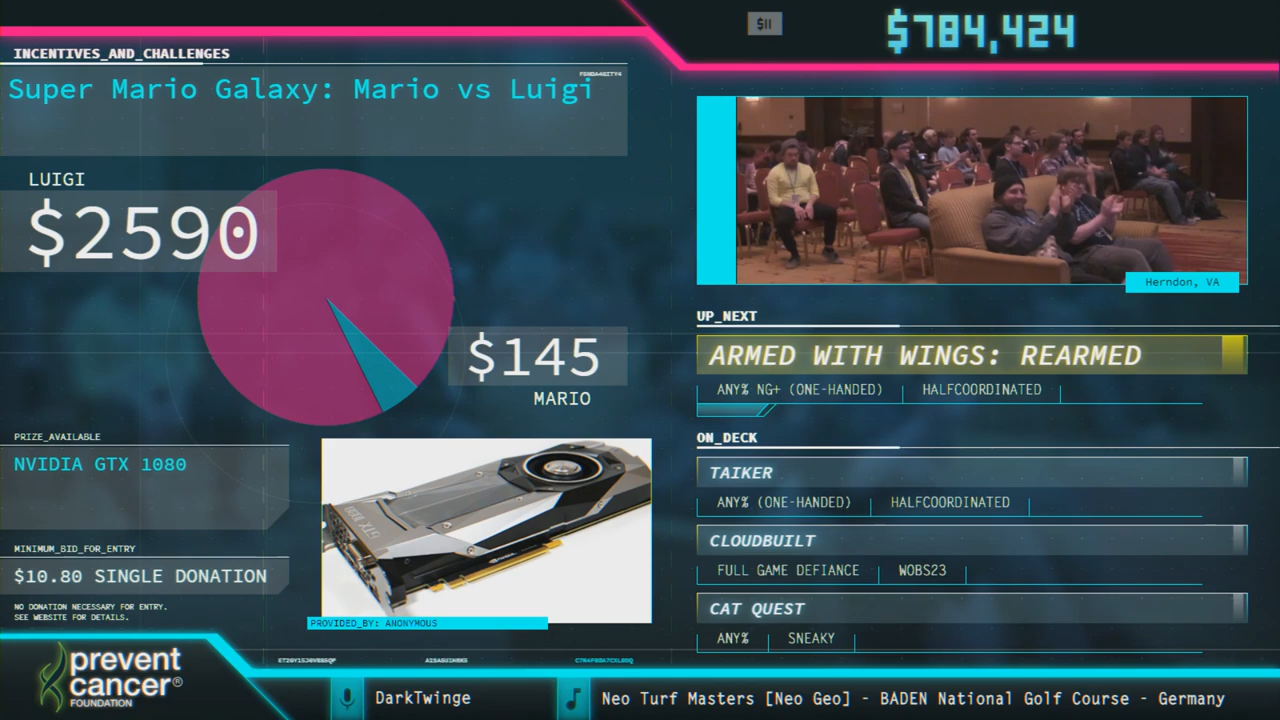 $11
$784,424
INCENTIVES_AND_CHALLENGES
Super Mario Galaxy: Mario vs Luigi
LUIGI
$2590
$145
MARIO
PRIZE_AVAILABLE
NVIDIA GTX 1080
MINIMUM_BID_FOR_ENTRY
$10.80 SINGLE DONATION
NO DONATION NECESSARY FOR ENTRY.
SEE WEBSITE FOR DETAILS.
GTX 1080
PROVIDED_BY: ANONYMOUS
Herndon, VA
UP_NEXT
ARMED WITH WINGS: REARMED
ANY% NG+ (ONE-HANDED) HALFCOORDINATED
ON_DECK
TAIKER
ANY% (ONE-HANDED) HALFCOORDINATED
CLOUDBUILT
FULL GAME DEFIANCE WOBS23
CAT QUEST
ANY% SNEAKY
prevent
cancer®
FOUNDATION
DarkTwinge
Neo Turf Masters [Neo Geo] - BADEN National Golf Course - Germany